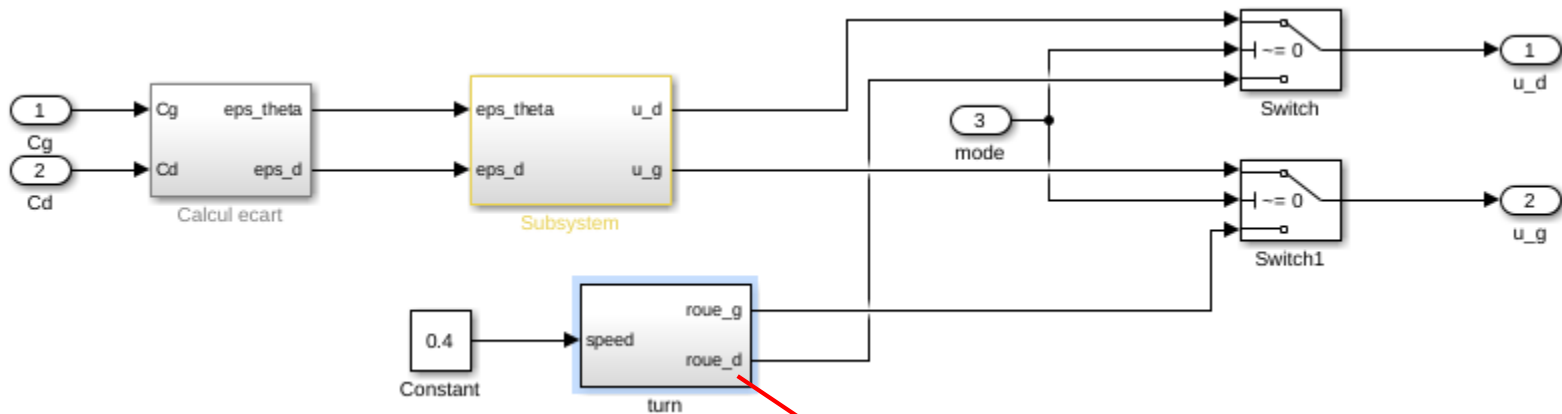 1
Cg
2
Cd
Cg
eps_theta
Cd
eps_d
Calcul ecart
eps_theta
u_d
eps_d
u_g
Subsystem
3
mode
~= 0
Switch
1
u_d
~= 0
Switch1
2
u_g
0.4
Constant
speed
roue_g
roue_d
turn